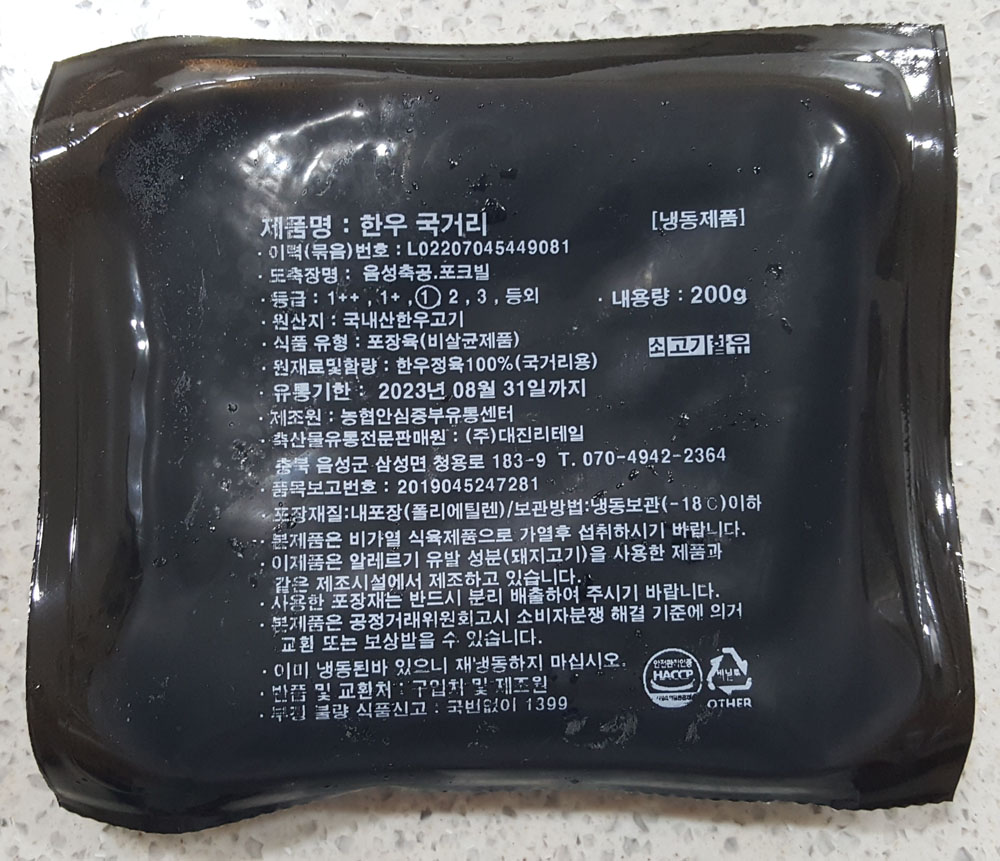 제품명 : 한우 국거리 [냉동제품]
· 이력(묶음)번호 : L02207045449081
· 도축장명 : 음성축공.포크빌
· 등급 : 1++ , 1+ , ① 2 , 3 , 등외 · 내용량 : 200g
· 원산지 : 국내산한우고기
· 식품 유형 : 포장육(비살균제품) 쇠고기함유
· 원재료및함량 : 한우정육100%(국거리용)
· 유통기한 : 2023년 08월 31일까지
· 제조원 : 농협안심중부유통센터
· 축산물유통전문판매원 : (주)대진리테일
충북 음성군 삼성면 청용로 183-9 T. 070-4942-2364
· 품목보고번호 : 2019045247281
· 포장재질:내포장(폴리에틸렌)/보관방법:냉동보관(-18℃)이하
· 본제품은 비가열 식육제품으로 가열후 섭취하시기 바랍니다.
· 이제품은 알레르기 유발 성분(돼지고기)을 사용한 제품과
같은 제조시설에서 제조하고 있습니다.
· 사용한 포장재는 반드시 분리 배출하여 주시기 바랍니다.
· 본제품은 공정거래위원회고시 소비자분쟁 해결 기준에 의거
교환 또는 보상받을 수 있습니다.
· 이미 냉동된바 있으니 재냉동하지 마십시오.
· 반품 및 교환처 : 구입처 및 제조원
· 부정 불량 식품신고 : 국번없이 1399
안전관리인증
HACCP
비닐류
OTHER